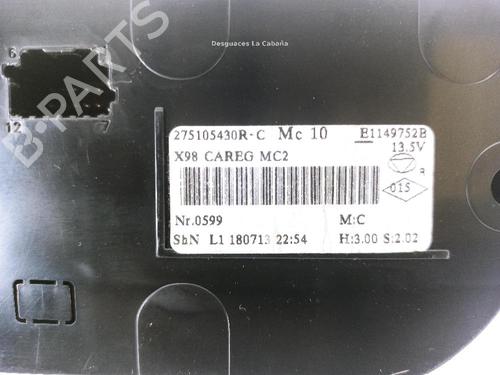 Desguaces La Cabaña
B-PARTS
6
12
7
275105430R-C Mc 10 E1149752B
13.5V
X98 CAREG MC2
R
015
Nr.0599 M:C
ShN L1 180713 22:54 H:3.00 S:2.02